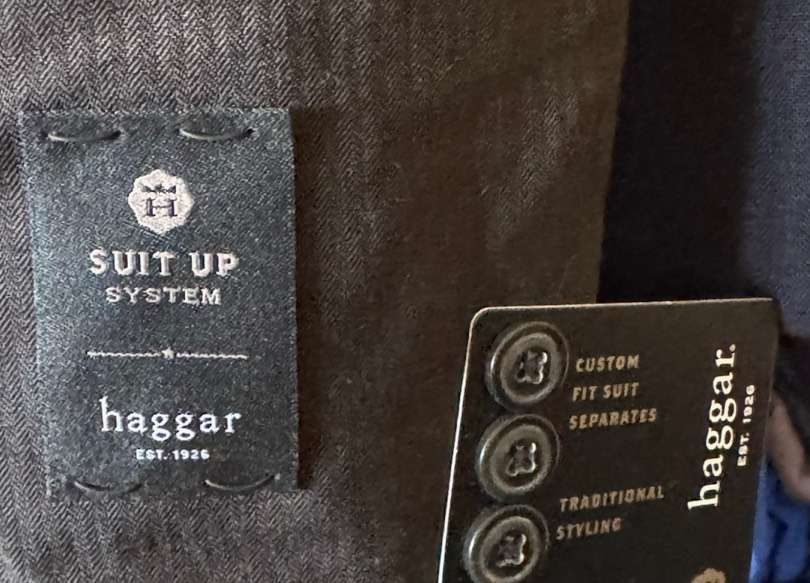 H
SUIT UP
SYSTEM
haggar
EST. 1926
CUSTOM
FIT SUIT
SEPARATES
TRADITIONAL
STYLING
haggar.
EST. 1926